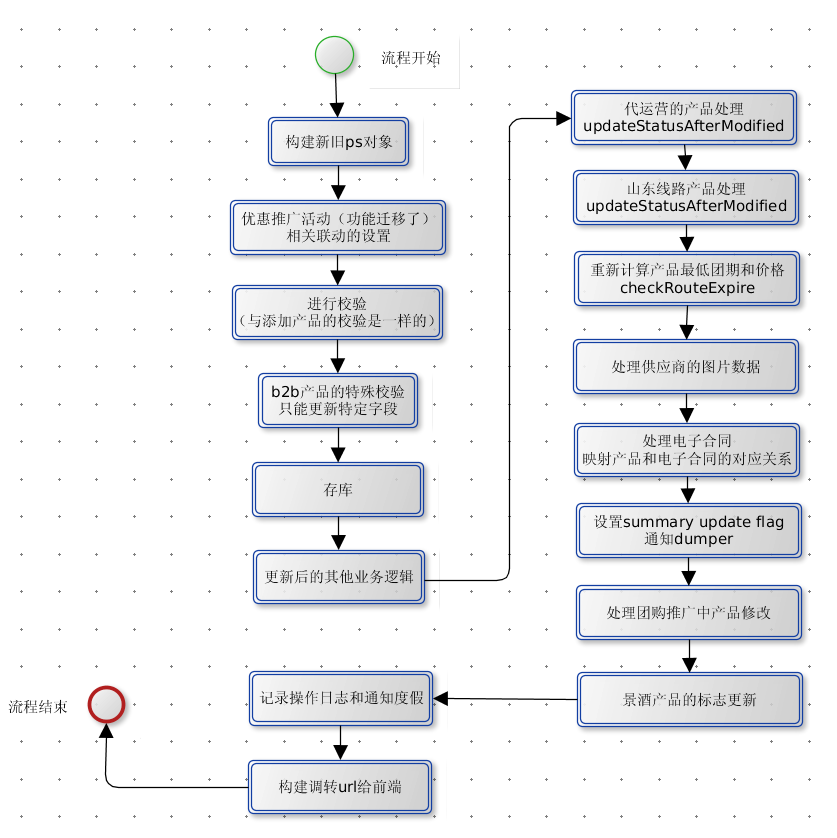 流程开始
构建新旧ps对象
优惠推广活动（功能迁移了）
相关联动的设置
进行校验
（与添加产品的校验是一样的）
b2b产品的特殊校验
只能更新特定字段
存库
更新后的其他业务逻辑
代运营的产品处理
updateStatusAfterModified
山东线路产品处理
updateStatusAfterModified
重新计算产品最低团期和价格
checkRouteExpire
处理供应商的图片数据
处理电子合同
映射产品和电子合同的对应关系
设置summary update flag
通知dumper
处理团购推广中产品修改
景酒产品的标志更新
记录操作日志和通知度假
构建调转url给前端
流程结束